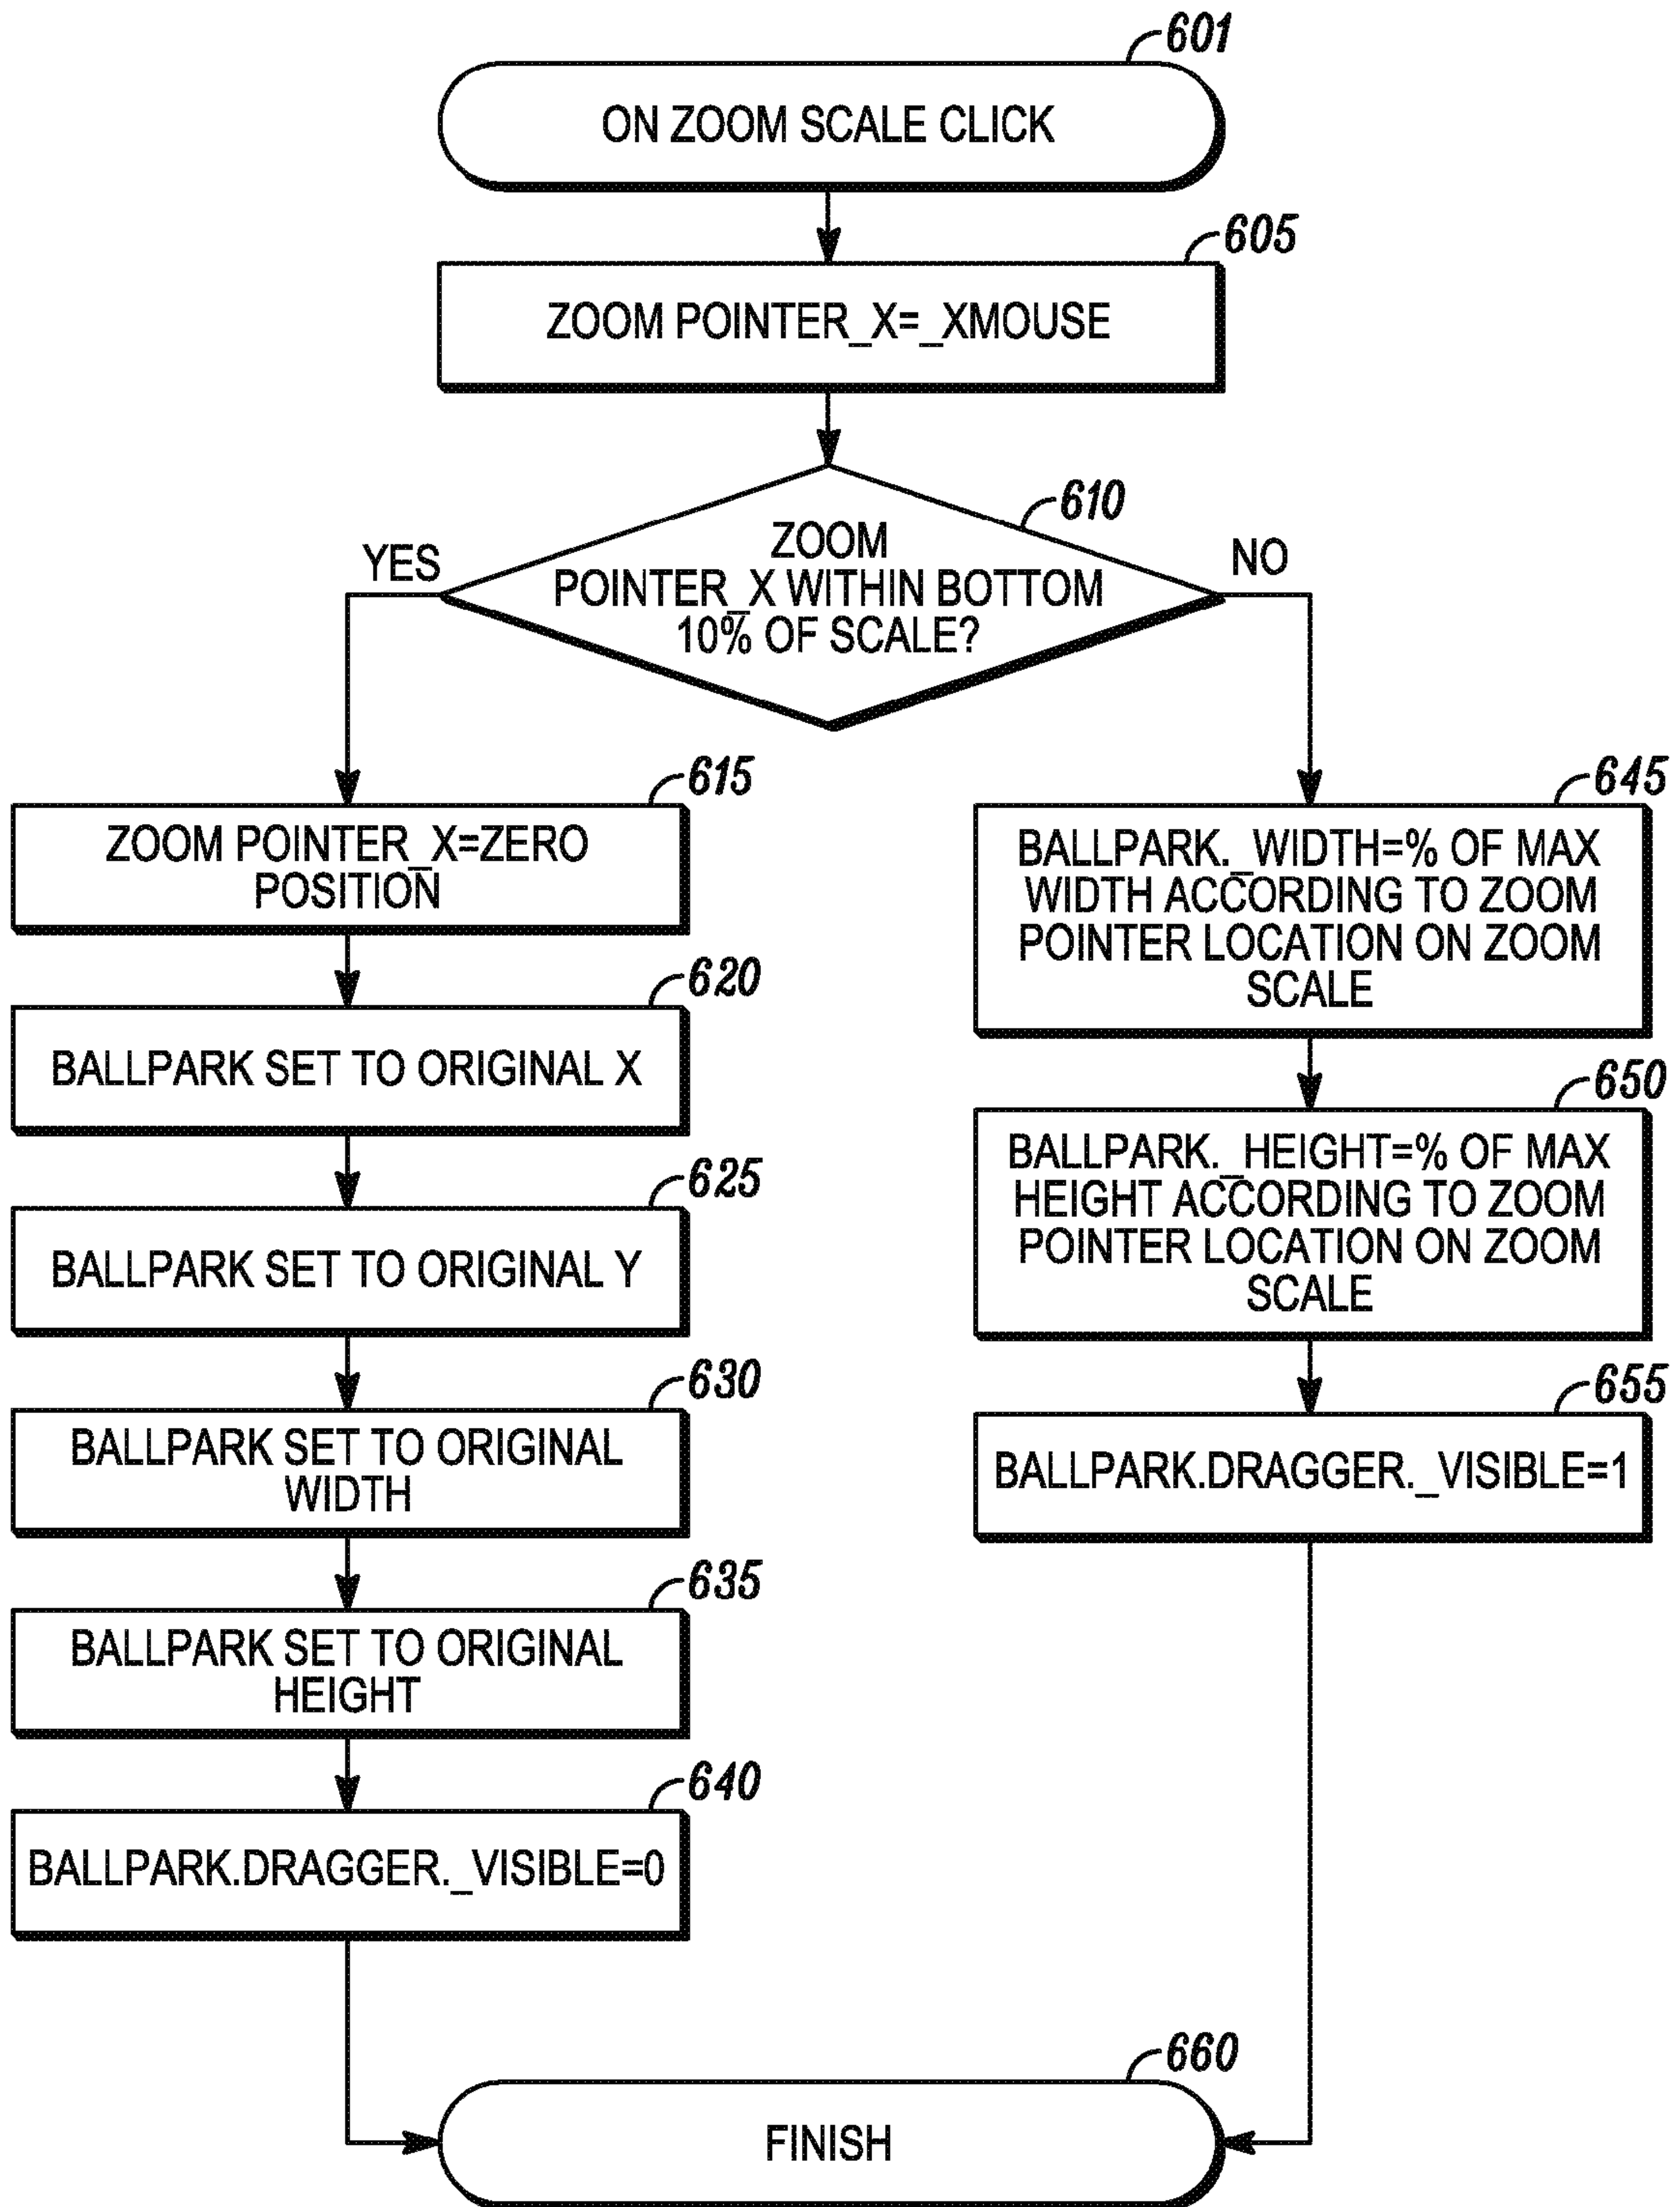 601
ON ZOOM SCALE CLICK
605
ZOOM POINTER_X=_XMOUSE
610
YES
ZOOM
POINTER_X WITHIN BOTTOM
10% OF SCALE?
NO
615
ZOOM POINTER_X=ZERO
POSITION
620
BALLPARK SET TO ORIGINAL X
625
BALLPARK SET TO ORIGINAL Y
630
BALLPARK SET TO ORIGINAL
WIDTH
635
BALLPARK SET TO ORIGINAL
HEIGHT
640
BALLPARK.DRAGGER._VISIBLE=0
645
BALLPARK._WIDTH=% OF MAX
WIDTH ACCORDING TO ZOOM
POINTER LOCATION ON ZOOM
SCALE
650
BALLPARK._HEIGHT=% OF MAX
HEIGHT ACCORDING TO ZOOM
POINTER LOCATION ON ZOOM
SCALE
655
BALLPARK.DRAGGER._VISIBLE=1
660
FINISH